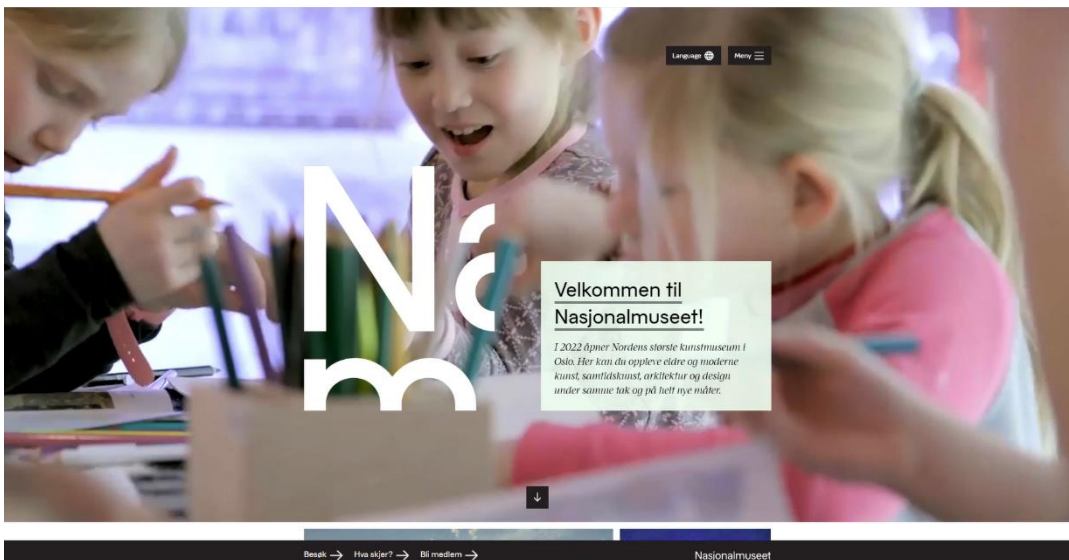 Language
Meny
Na
m
Velkommen til
Nasjonalmuseet!
I 2022 åpner Nordens største kunstmuseum i
Oslo. Her kan du oppleve eldre og moderne
kunst, samtidskunst, arkitektur og design
under samme tak og på helt nye måter.
Besøk → Hva skjer? → Bli medlem →
Nasjonalmuseet